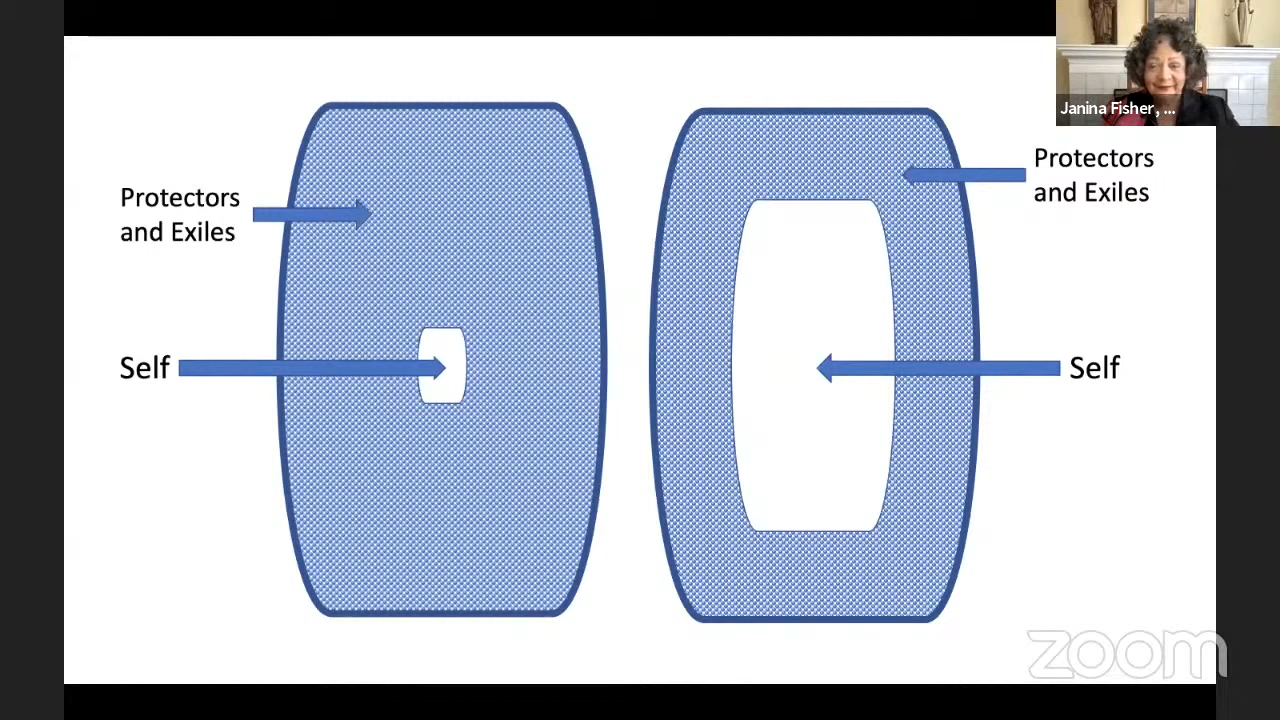 Janina Fisher, ...
Protectors
and Exiles
Protectors
and Exiles
Self
Self
zoom